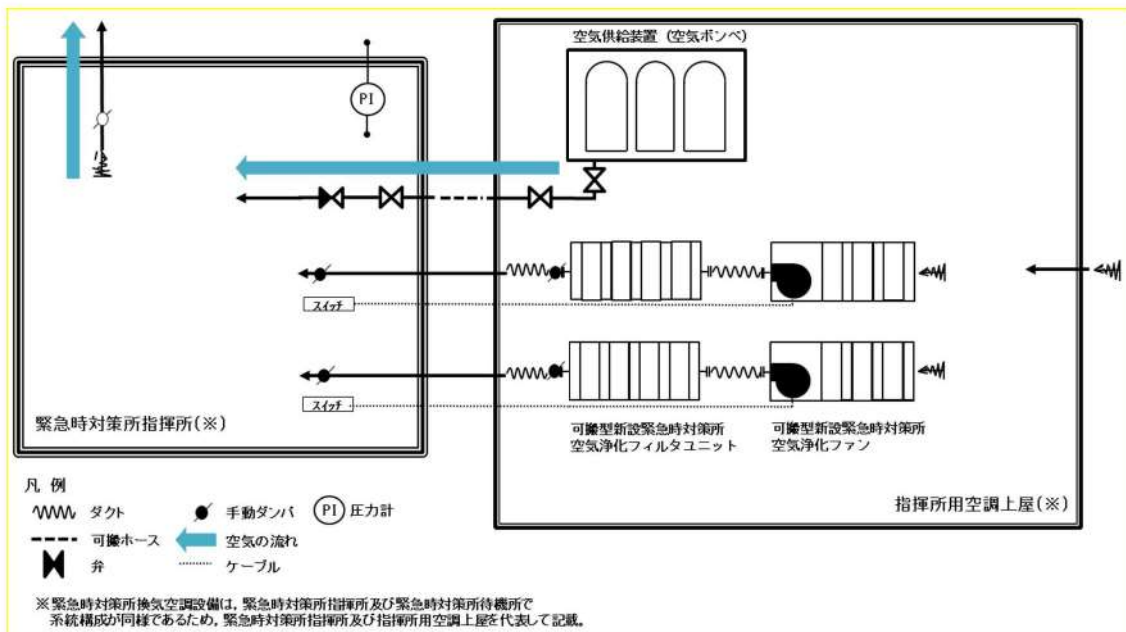 空気供給装置（空気ボンベ）
PI
スイッチ
スイッチ
緊急時対策所指揮所(※)
可搬型新設緊急時対策所
空気浄化フィルタユニット
可搬型新設緊急時対策所
空気浄化ファン
指揮所用空調上屋(※)
凡 例
ダクト
手動ダンパ
PI 圧力計
可搬ホース
空気の流れ
弁
ケーブル
※緊急時対策所換気空調設備は，緊急時対策所指揮所及び緊急時対策所待機所で
系統構成が同様であるため，緊急時対策所指揮所及び指揮所用空調上屋を代表して記載。